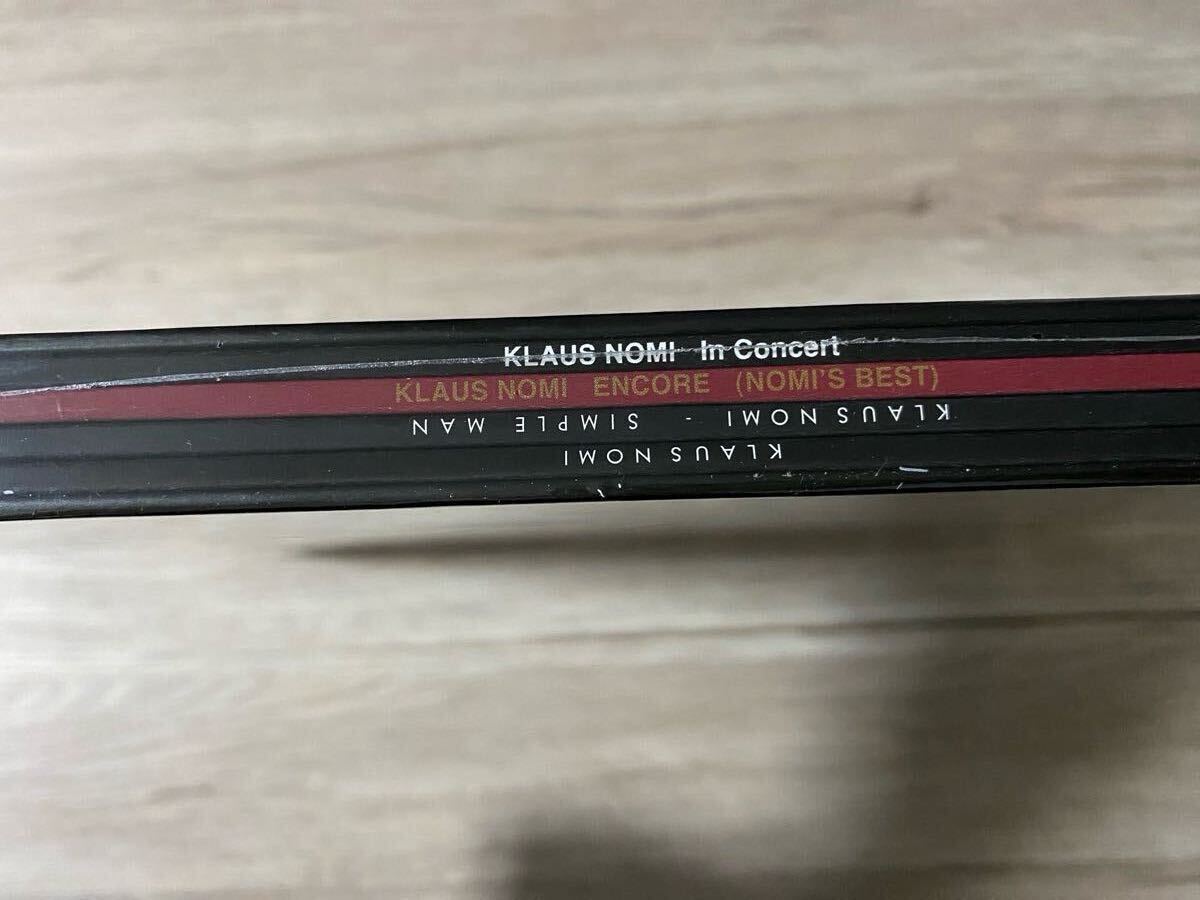 KLAUS NOMI In Concert
KLAUS NOMI ENCORE (NOMI'S BEST)
KLAUS NOMI - SIMPLE MAN
KLAUS NOMI